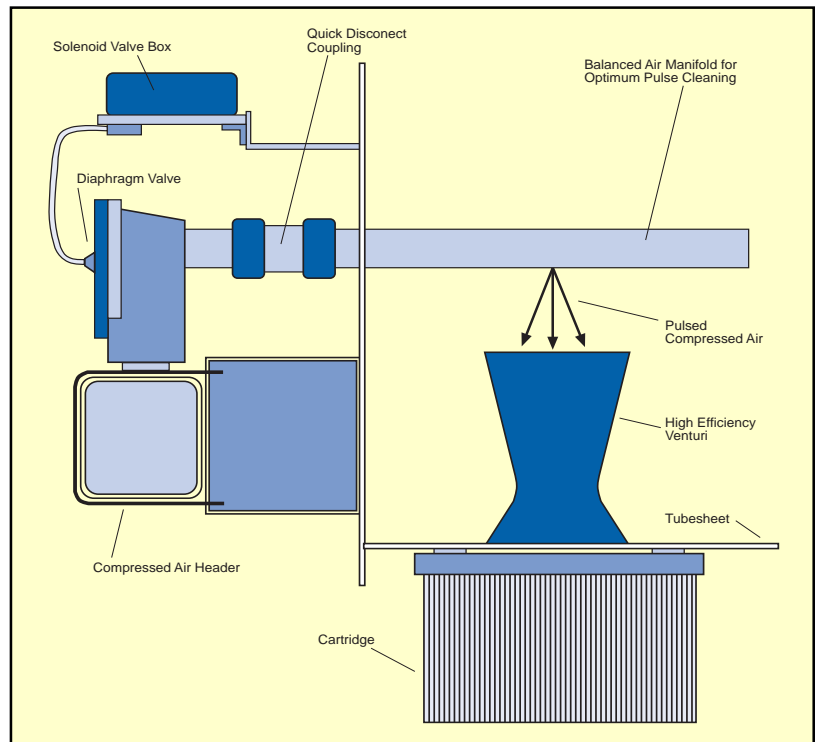 Solenoid Valve Box
Quick Disconect
Coupling
Balanced Air Manifold for
Optimum Pulse Cleaning
Diaphragm Valve
Pulsed
Compressed Air
High Efficiency
Venturi
Tubesheet
Compressed Air Header
Cartridge